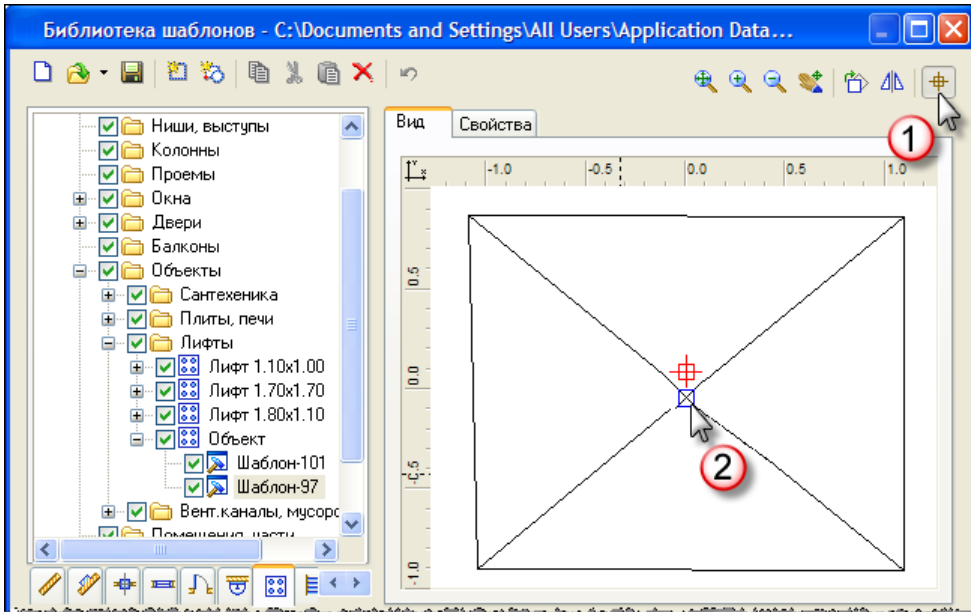 Библиотека шаблонов - C:\Documents and Settings\All Users\Application Data...
1
Вид
Свойства
Ниши, выступы
Колонны
Проемы
Окна
Двери
Балконы
Объекты
Сантехеника
Плиты, печи
Лифты
Лифт 1.10x1.00
Лифт 1.70x1.70
Лифт 1.80x1.10
Объект
Шаблон-101
Шаблон-97
Вент.каналы, мусоро
Помещения, части
Y
x
-1.0 -0.5 0.0 0.5 1.0
0.5
0.0
-0.5
-1.0
2